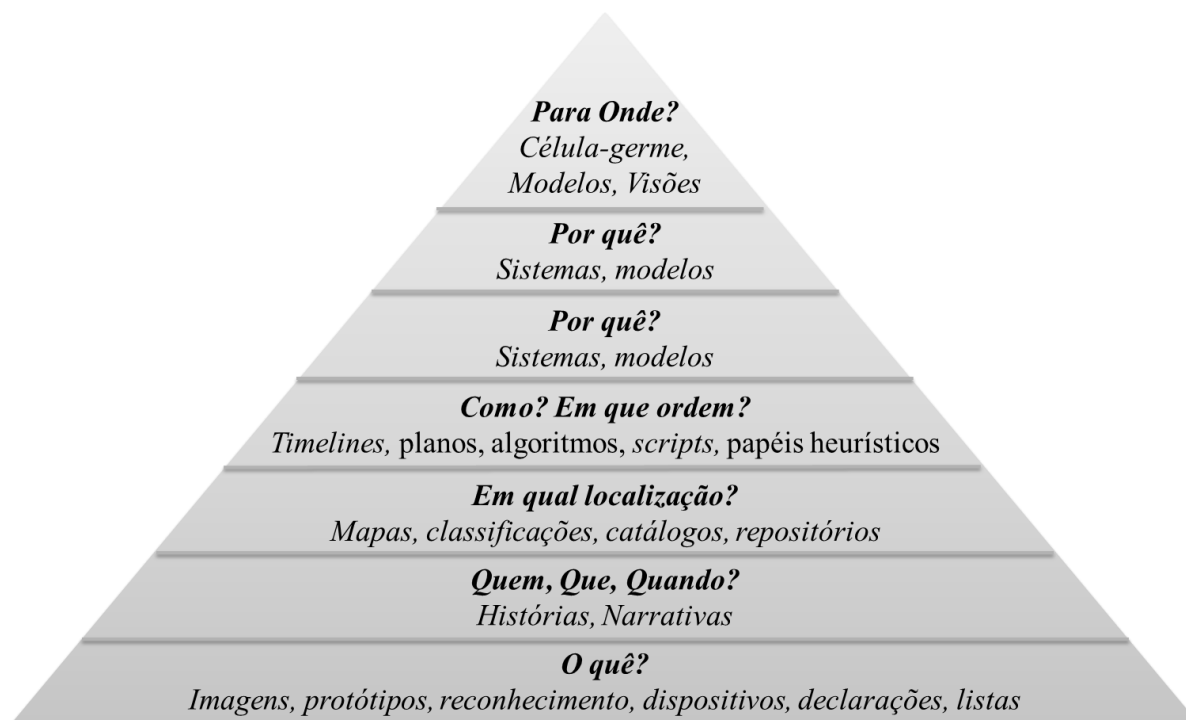 Para Onde?
Célula-germe,
Modelos, Visões
Por quê?
Sistemas, modelos
Por quê?
Sistemas, modelos
Como? Em que ordem?
Timelines, planos, algoritmos, scripts, papéis heurísticos
Em qual localização?
Mapas, classificações, catálogos, repositórios
Quem, Que, Quando?
Histórias, Narrativas
O quê?
Imagens, protótipos, reconhecimento, dispositivos, declarações, listas